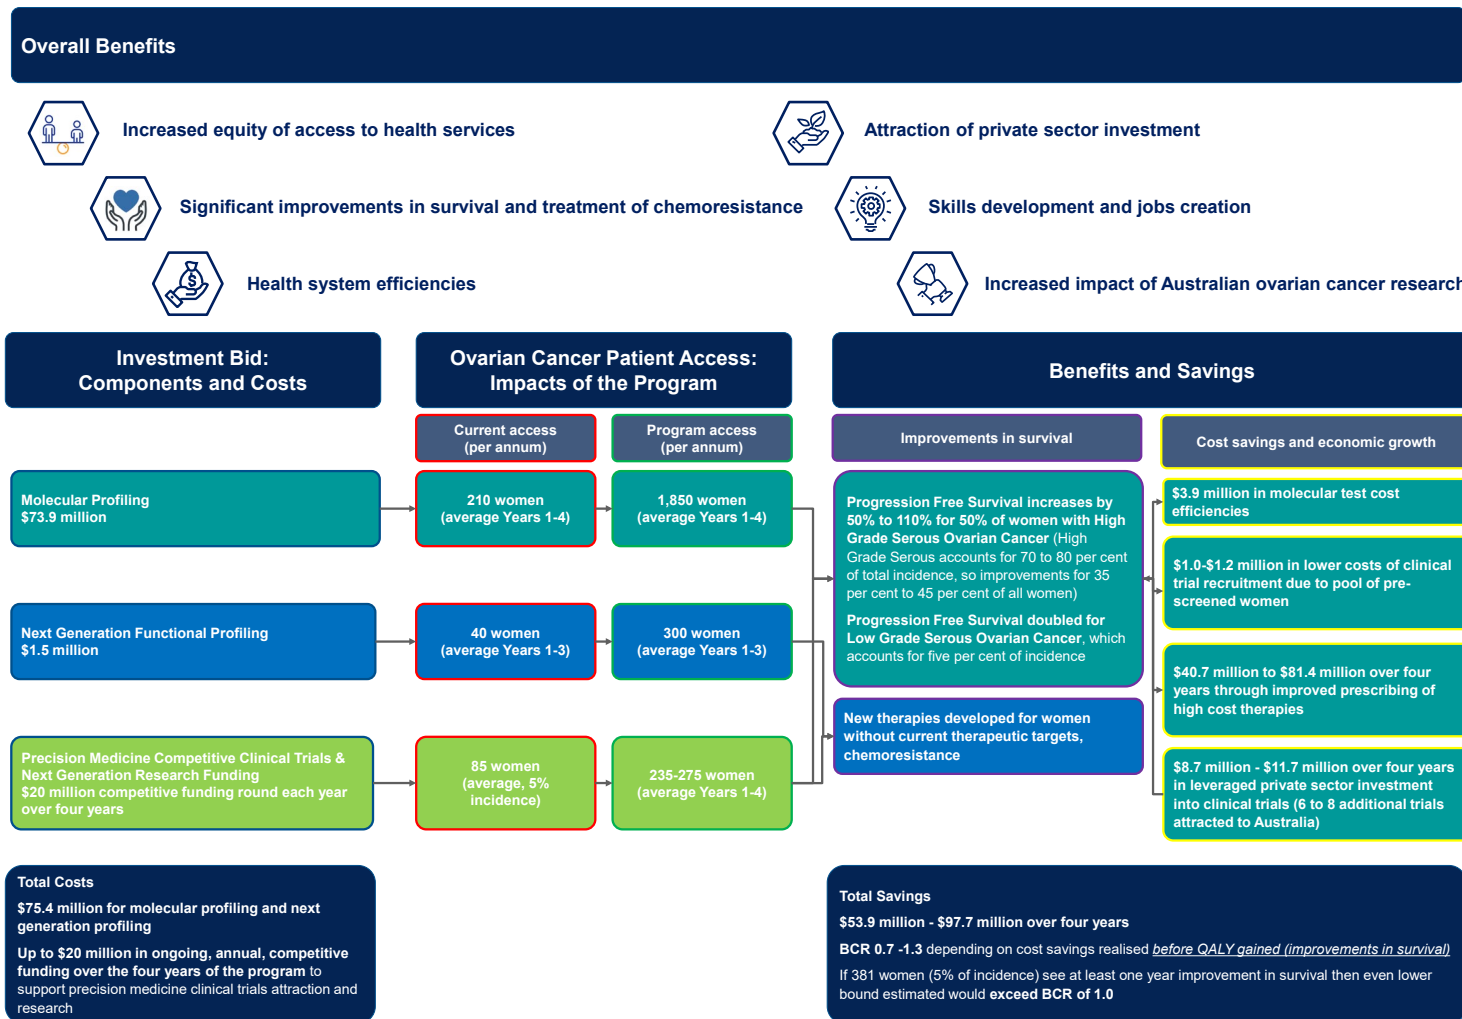 Overall Benefits
Increased equity of access to health services
Attraction of private sector investment
Significant improvements in survival and treatment of chemoresistance
Skills development and jobs creation
Health system efficiencies
Increased impact of Australian ovarian cancer research
Investment Bid:
Components and Costs
Ovarian Cancer Patient Access:
Impacts of the Program
Benefits and Savings
Current access
(per annum)
Program access
(per annum)
Improvements in survival
Cost savings and economic growth
Molecular Profiling
$73.9 million
210 women
(average Years 1-4)
1,850 women
(average Years 1-4)
Next Generation Functional Profiling
$1.5 million
40 women
(average Years 1-3)
300 women
(average Years 1-3)
Precision Medicine Competitive Clinical Trials &
Next Generation Research Funding
$20 million competitive funding round each year
over four years
85 women
(average, 5%
incidence)
235-275 women
(average Years 1-4)
Progression Free Survival increases by
50% to 110% for 50% of women with High
Grade Serous Ovarian Cancer (High
Grade Serous accounts for 70 to 80 per cent
of total incidence, so improvements for 35
per cent to 45 per cent of all women)
Progression Free Survival doubled for
Low Grade Serous Ovarian Cancer, which
accounts for five per cent of incidence
New therapies developed for women
without current therapeutic targets,
chemoresistance
$3.9 million in molecular test cost
efficiencies
$1.0-$1.2 million in lower costs of clinical
trial recruitment due to pool of pre-
screened women
$40.7 million to $81.4 million over four
years through improved prescribing of
high cost therapies
$8.7 million - $11.7 million over four years
in leveraged private sector investment
into clinical trials (6 to 8 additional trials
attracted to Australia)
Total Costs
$75.4 million for molecular profiling and next
generation profiling
Up to $20 million in ongoing, annual, competitive
funding over the four years of the program to
support precision medicine clinical trials attraction and
research
Total Savings
$53.9 million - $97.7 million over four years
BCR 0.7 -1.3 depending on cost savings realised before QALY gained (improvements in survival)
If 381 women (5% of incidence) see at least one year improvement in survival then even lower
bound estimated would exceed BCR of 1.0